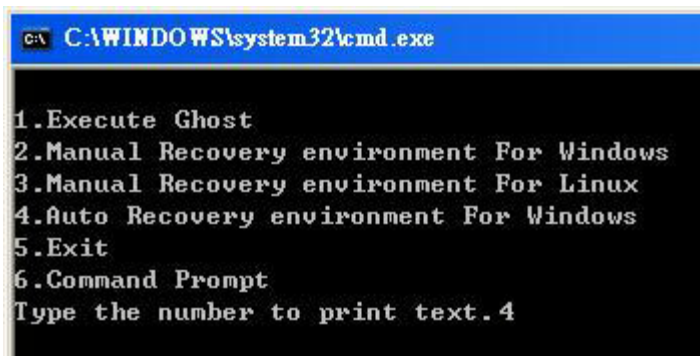 C:\WINDOWS\system32\cmd.exe
1.Execute Ghost
2.Manual Recovery environment For Windows
3.Manual Recovery environment For Linux
4.Auto Recovery environment For Windows
5.Exit
6.Command Prompt
Type the number to print text.4